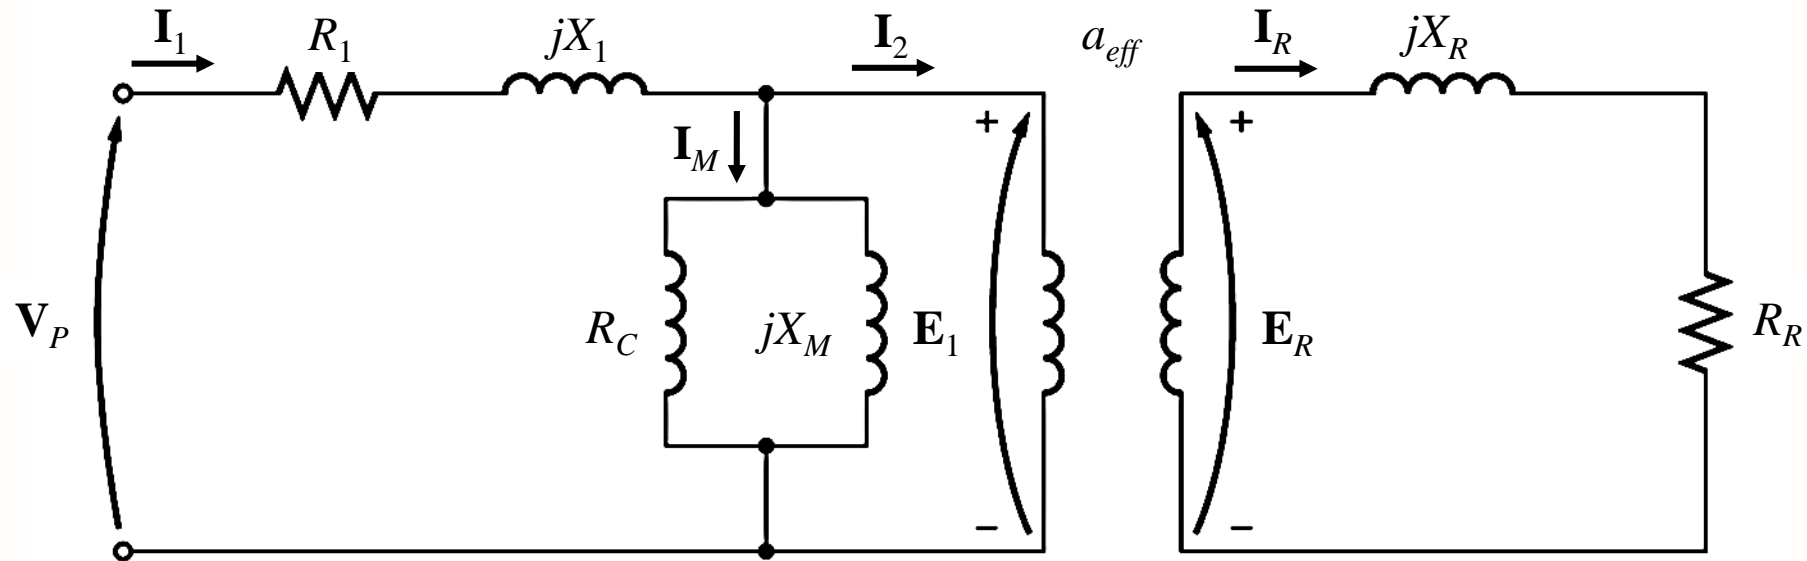 I1
R1
jX1
I2
aeff
IR
jXR
+
+
IM
VP
RC
jXM
E1
ER
RR
−
−